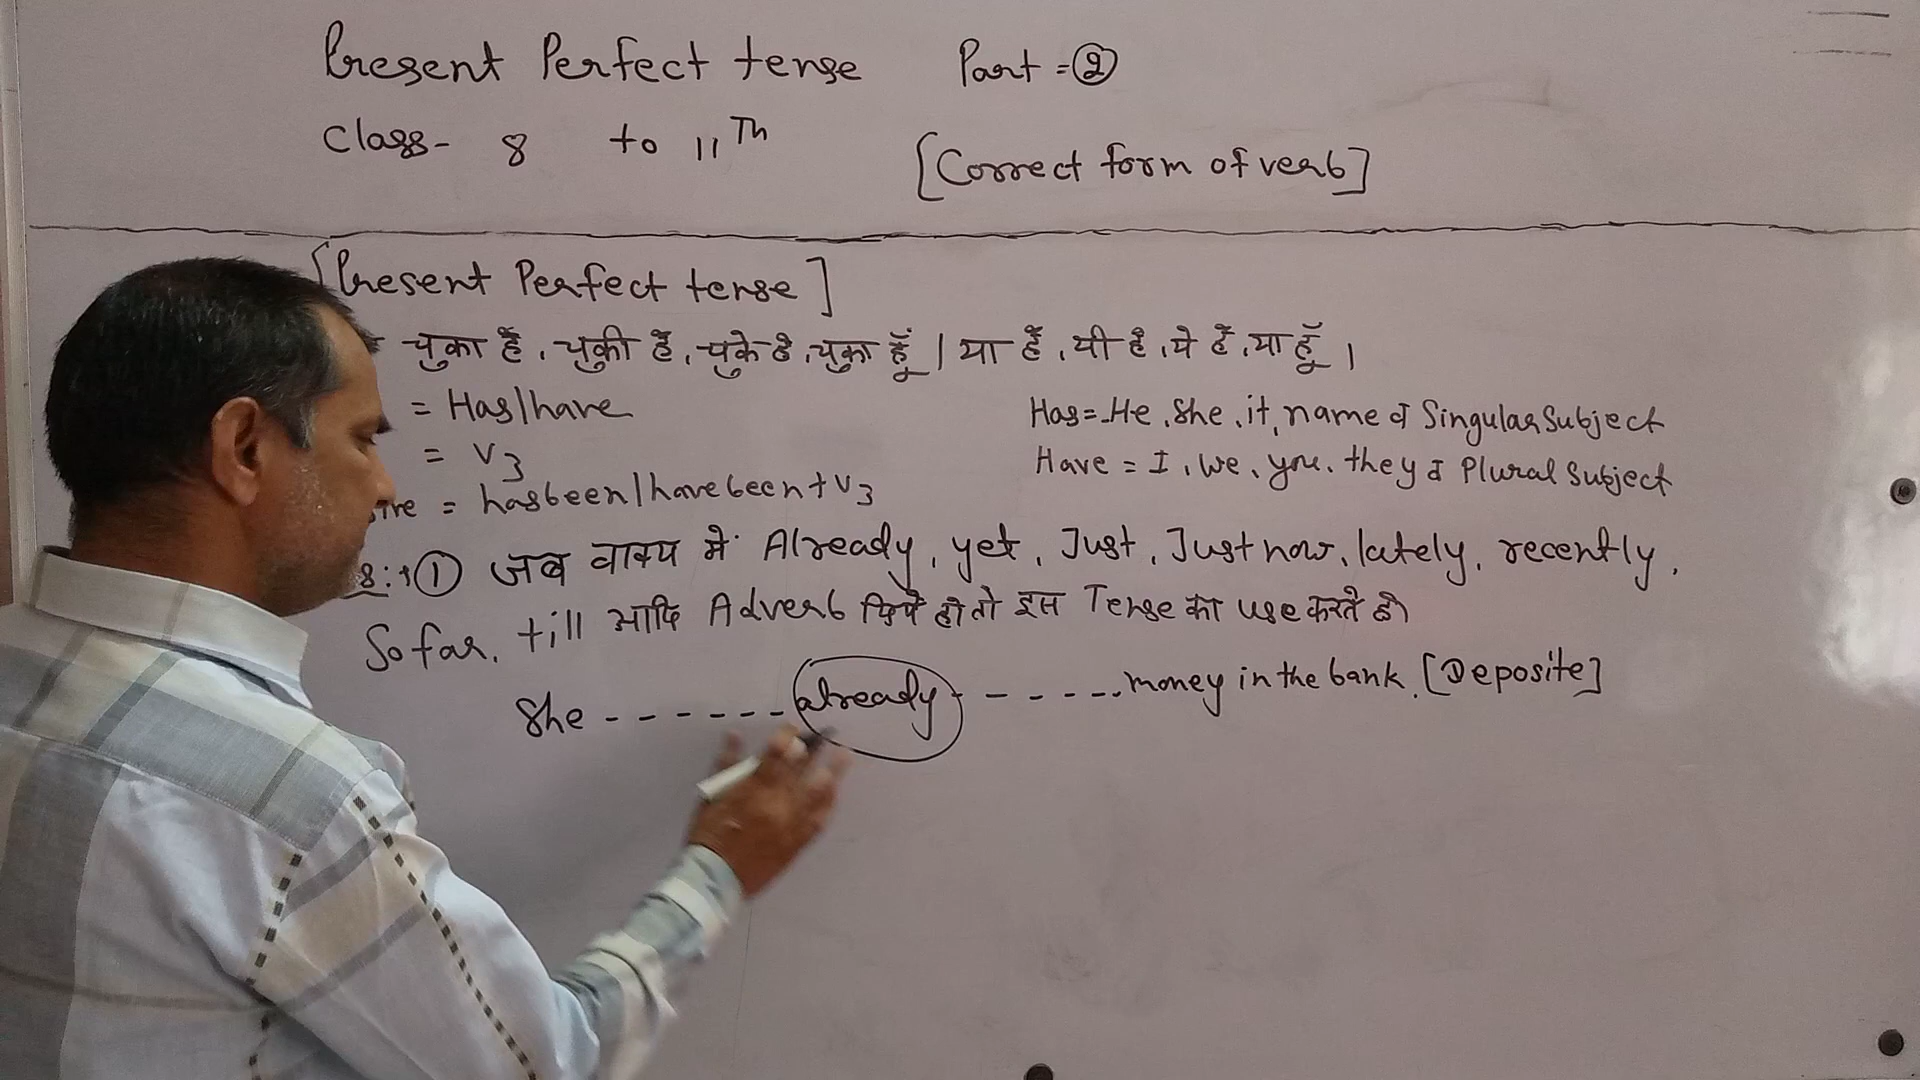 Present Perfect tense Part = ②
Class - 8 to 11Th
[Correct form of verb]
[Present Perfect tense]
चुका हैं, चुकी हैं, चुके है, चुका हूँ | या हैं, यी है, ये हैं, या हूँ |
= Has/have
Has = He, she, it, name व Singular Subject
= V3
Have = I, we, you, they व Plural Subject
= has been/have been + V3
① जब वाक्य में Already, yet, Just, Just now, lately, recently,
So far, till आदि Adverb दिये हो तो इस Tense का use करते है।
She ------ already ----- money in the bank. [Deposite]